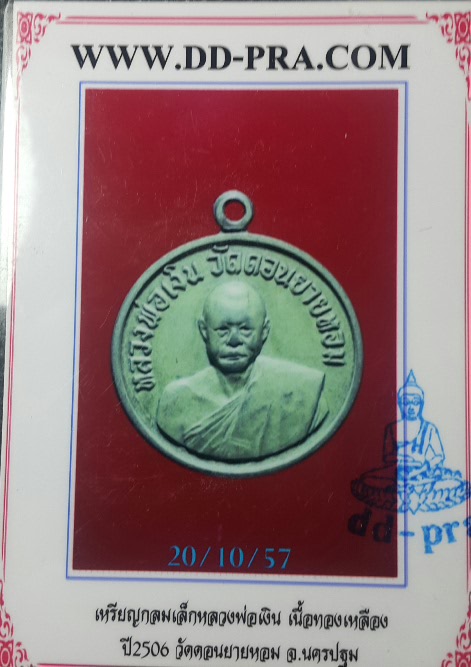 WWW.DD-PRA.COM
หลวงพ่อเงิน วัดดอนยายหอม
dd-pra
20/10/57
เหรียญกลมเล็กหลวงพ่อเงิน เนื้อทองเหลือง
ปี2506 วัดดอนยายหอม จ.นครปฐม